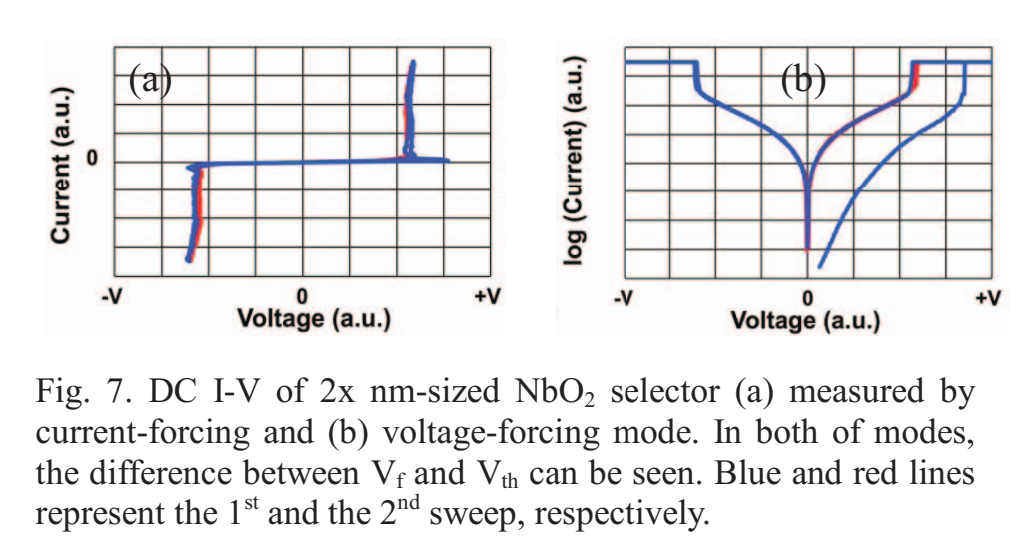 (a)
Current (a.u.)
0
-V 0 +V
Voltage (a.u.)
(b)
log (Current) (a.u.)
-V 0 +V
Voltage (a.u.)
Fig. 7. DC I-V of 2x nm-sized NbO₂ selector (a) measured by
current-forcing and (b) voltage-forcing mode. In both of modes,
the difference between Vf and Vth can be seen. Blue and red lines
represent the 1st and the 2nd sweep, respectively.